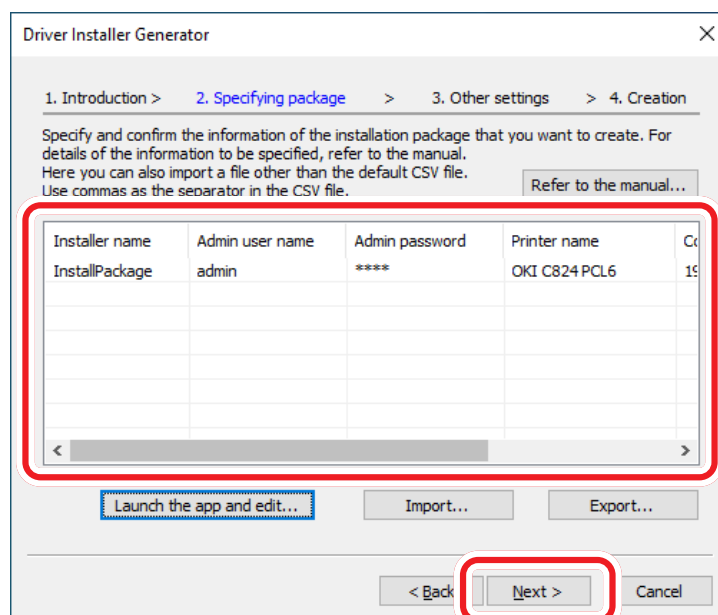 Driver Installer Generator
1. Introduction > 2. Specifying package > 3. Other settings > 4. Creation
Specify and confirm the information of the installation package that you want to create. For
details of the information to be specified, refer to the manual.
Here you can also import a file other than the default CSV file.
Use commas as the separator in the CSV file.
Refer to the manual...
Installer name Admin user name Admin password Printer name
InstallPackage admin **** OKI C824 PCL6
Launch the app and edit... Import... Export...
< Back Next > Cancel